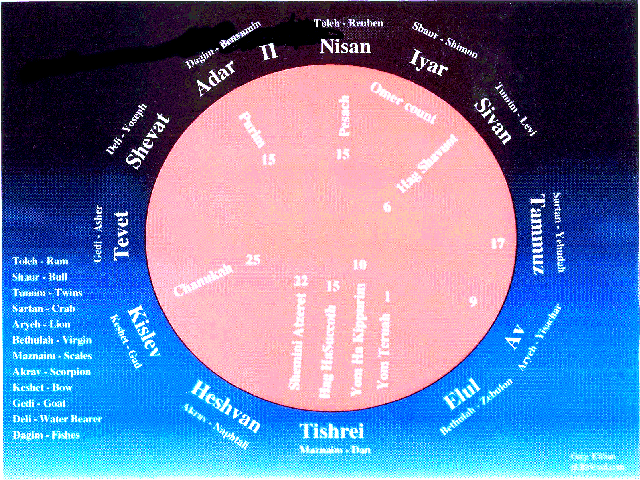 Toleh - Reuben
Nisan
Shaur - Shimon
Iyar
Tumim - Levi
Sivan
Sartan - Yehudah
Tammuz
Aryeh - Yisachar
Av
Bethulah - Zebulon
Elul
Maznaim - Dan
Tishrei
Akrav - Naphtali
Heshvan
Keshet - Gad
Kislev
Gedi - Asher
Tevet
Deli - Yoseph
Shevat
Dagim - Benyamin
Adar II
Purim
15
Pesach
15
Omer count
Hag Shavuot
6
17
9
Yom Teruah 1
Yom Ha Kippurim
10
Hag HaSuccoth
15
Shemini Atzeret
22
Chanukah 25
Toleh - Ram
Shaur - Bull
Tumim - Twins
Sartan - Crab
Aryeh - Lion
Bethulah - Virgin
Maznaim - Scales
Akrav - Scorpion
Keshet - Bow
Gedi - Goat
Deli - Water Bearer
Dagim - Fishes